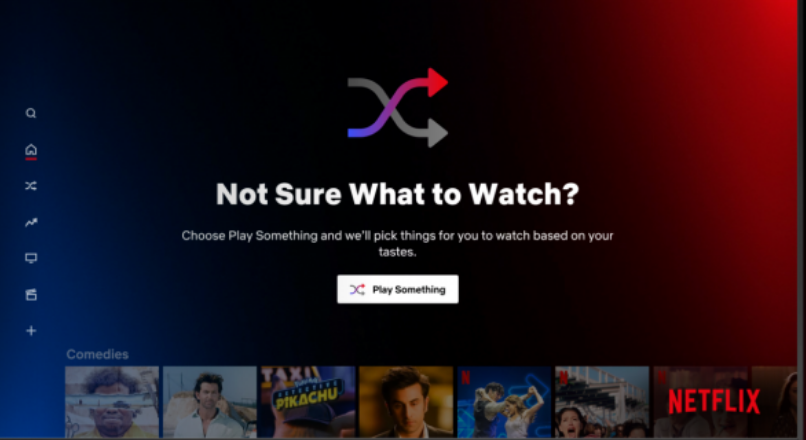 Not Sure What to Watch?
Choose Play Something and we'll pick things for you to watch based on your
tastes.
Play Something
Comedies
PIKACHU
NETFLIX